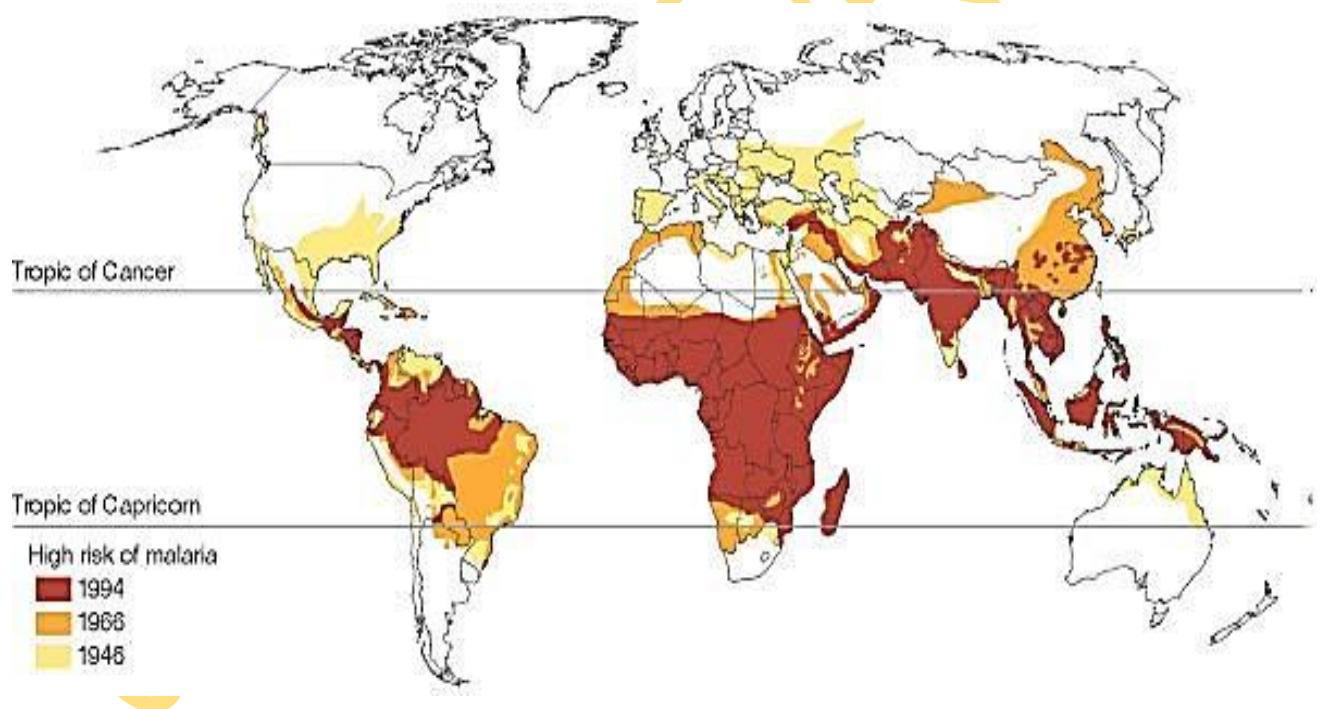 Tropic of Cancer
Tropic of Capricorn
High risk of malaria
1994
1966
1946